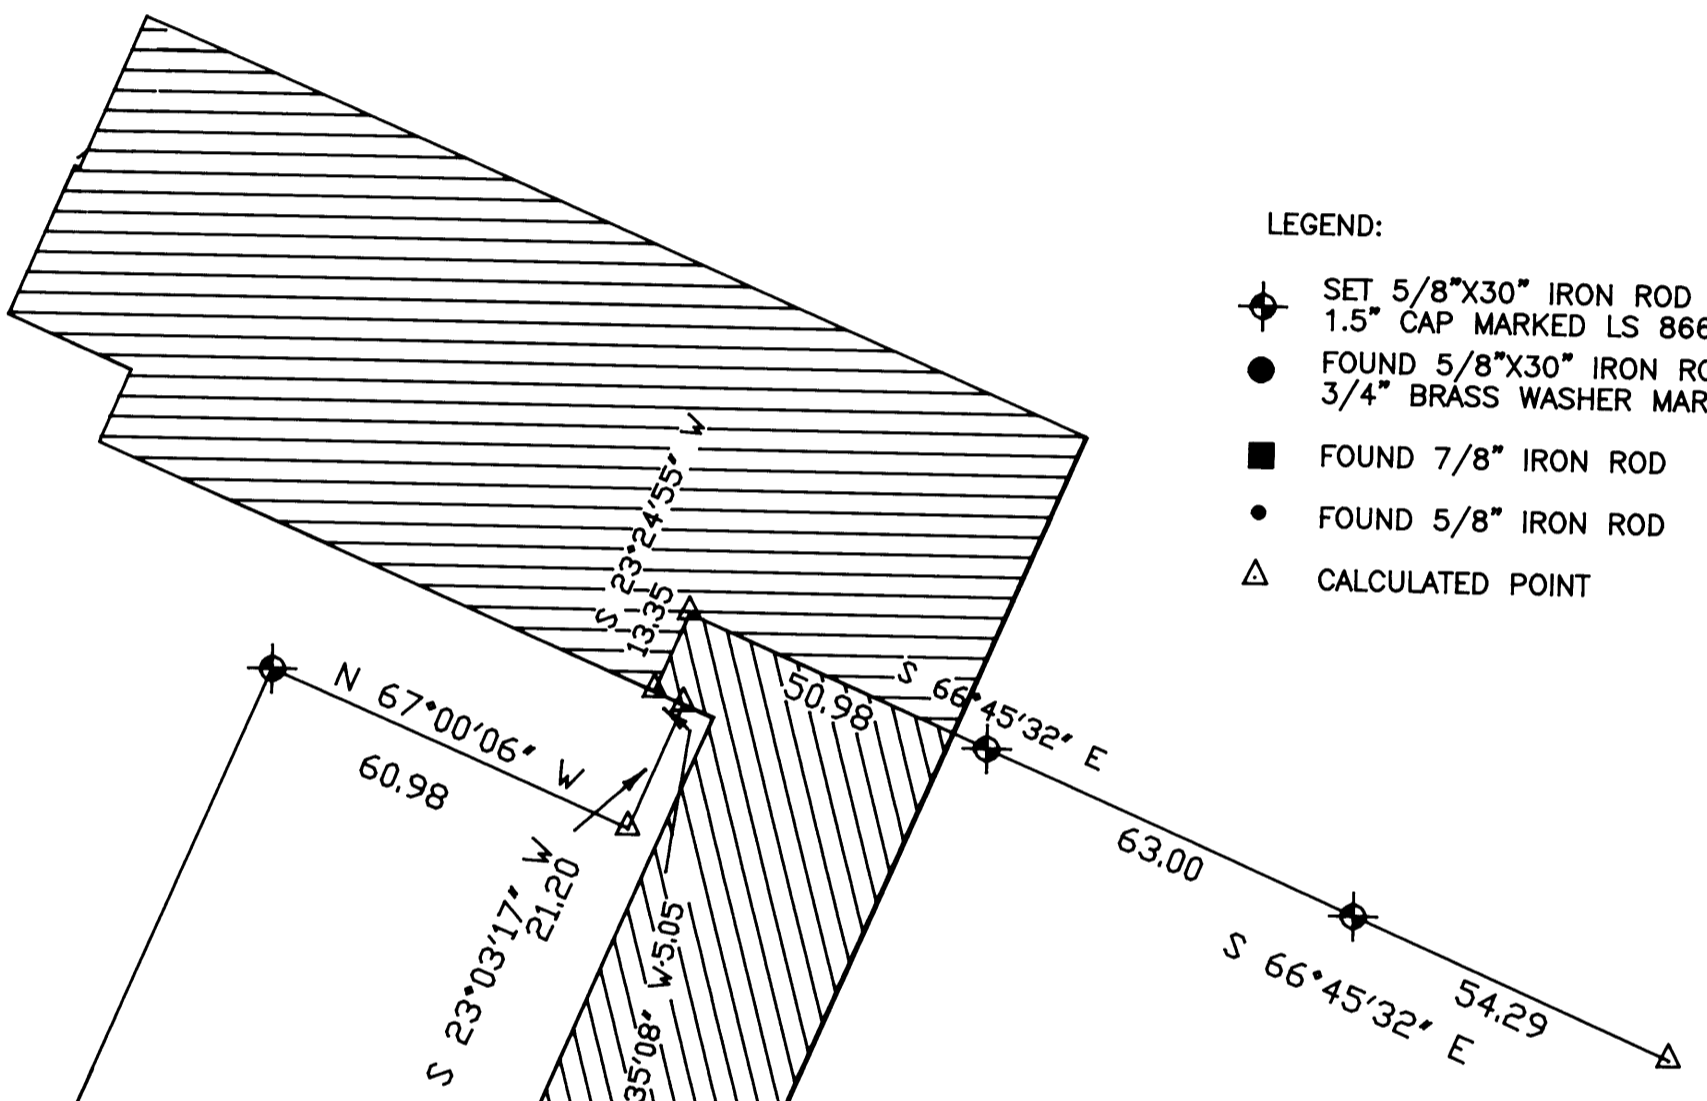 LEGEND:
SET 5/8"X30" IRON ROD
1.5" CAP MARKED LS 866
FOUND 5/8"X30" IRON RO
3/4" BRASS WASHER MAR
FOUND 7/8" IRON ROD
FOUND 5/8" IRON ROD
CALCULATED POINT
S 23°24'55" W
13.35
N 67°00'06" W
60.98
50.98
S 66°45'32" E
63.00
S 23°03'17" W
21.20
35'08" W 5.05
S 66°45'32" E
54.29